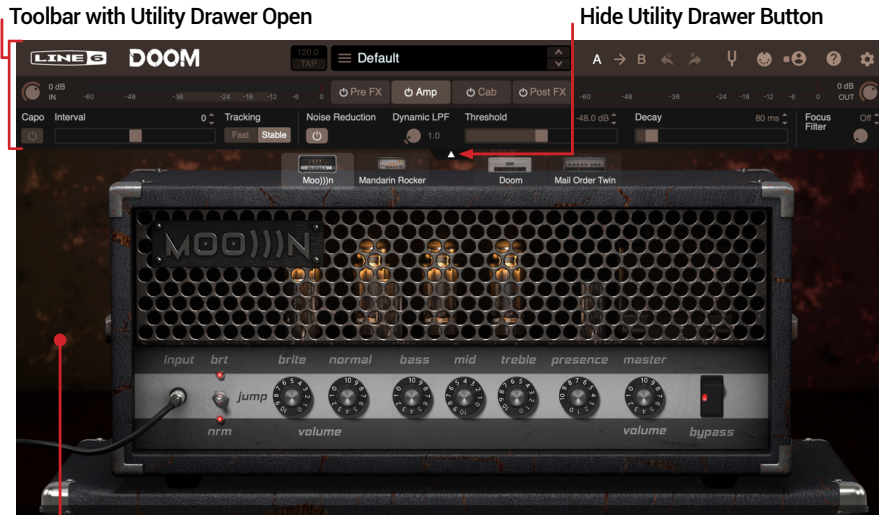 Toolbar with Utility Drawer Open
Hide Utility Drawer Button
LINE 6 DOOM 120.0 TAP Default A → B
0 dB IN -60 -48 -36 -24 -18 -12 -6 0 Pre FX Amp Cab Post FX -60 -48 -36 -24 -18 -12 -6 0 0 dB OUT
Capo Interval 0 Tracking Noise Reduction Dynamic LPF Threshold -48.0 dB Decay 80 ms Focus Filter Off
Fast Stable 1.0
Moo)))n Mandarin Rocker Doom Mail Order Twin
MOO)))N
input brt brite normal bass mid treble presence master
jump
nrm volume volume bypass